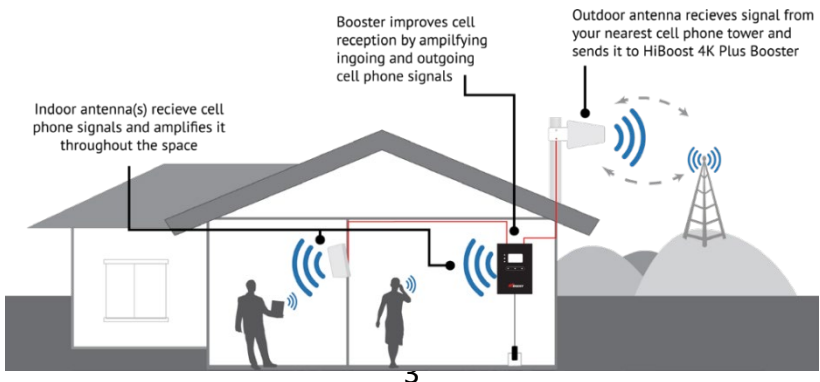 Booster improves cell
reception by ampilfying
ingoing and outgoing
cell phone signals
Outdoor antenna recieves signal from
your nearest cell phone tower and
sends it to HiBoost 4K Plus Booster
Indoor antenna(s) recieve cell
phone signals and amplifies it
throughout the space
3